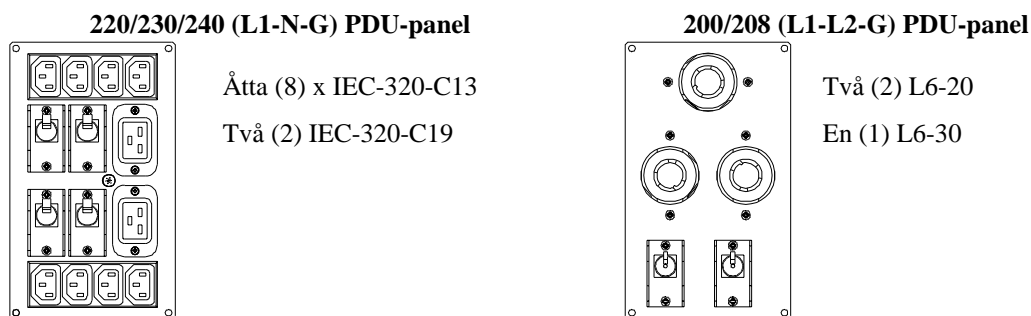 220/230/240 (L1-N-G) PDU-panel
Åtta (8) x IEC-320-C13
Två (2) IEC-320-C19
200/208 (L1-L2-G) PDU-panel
Två (2) L6-20
En (1) L6-30